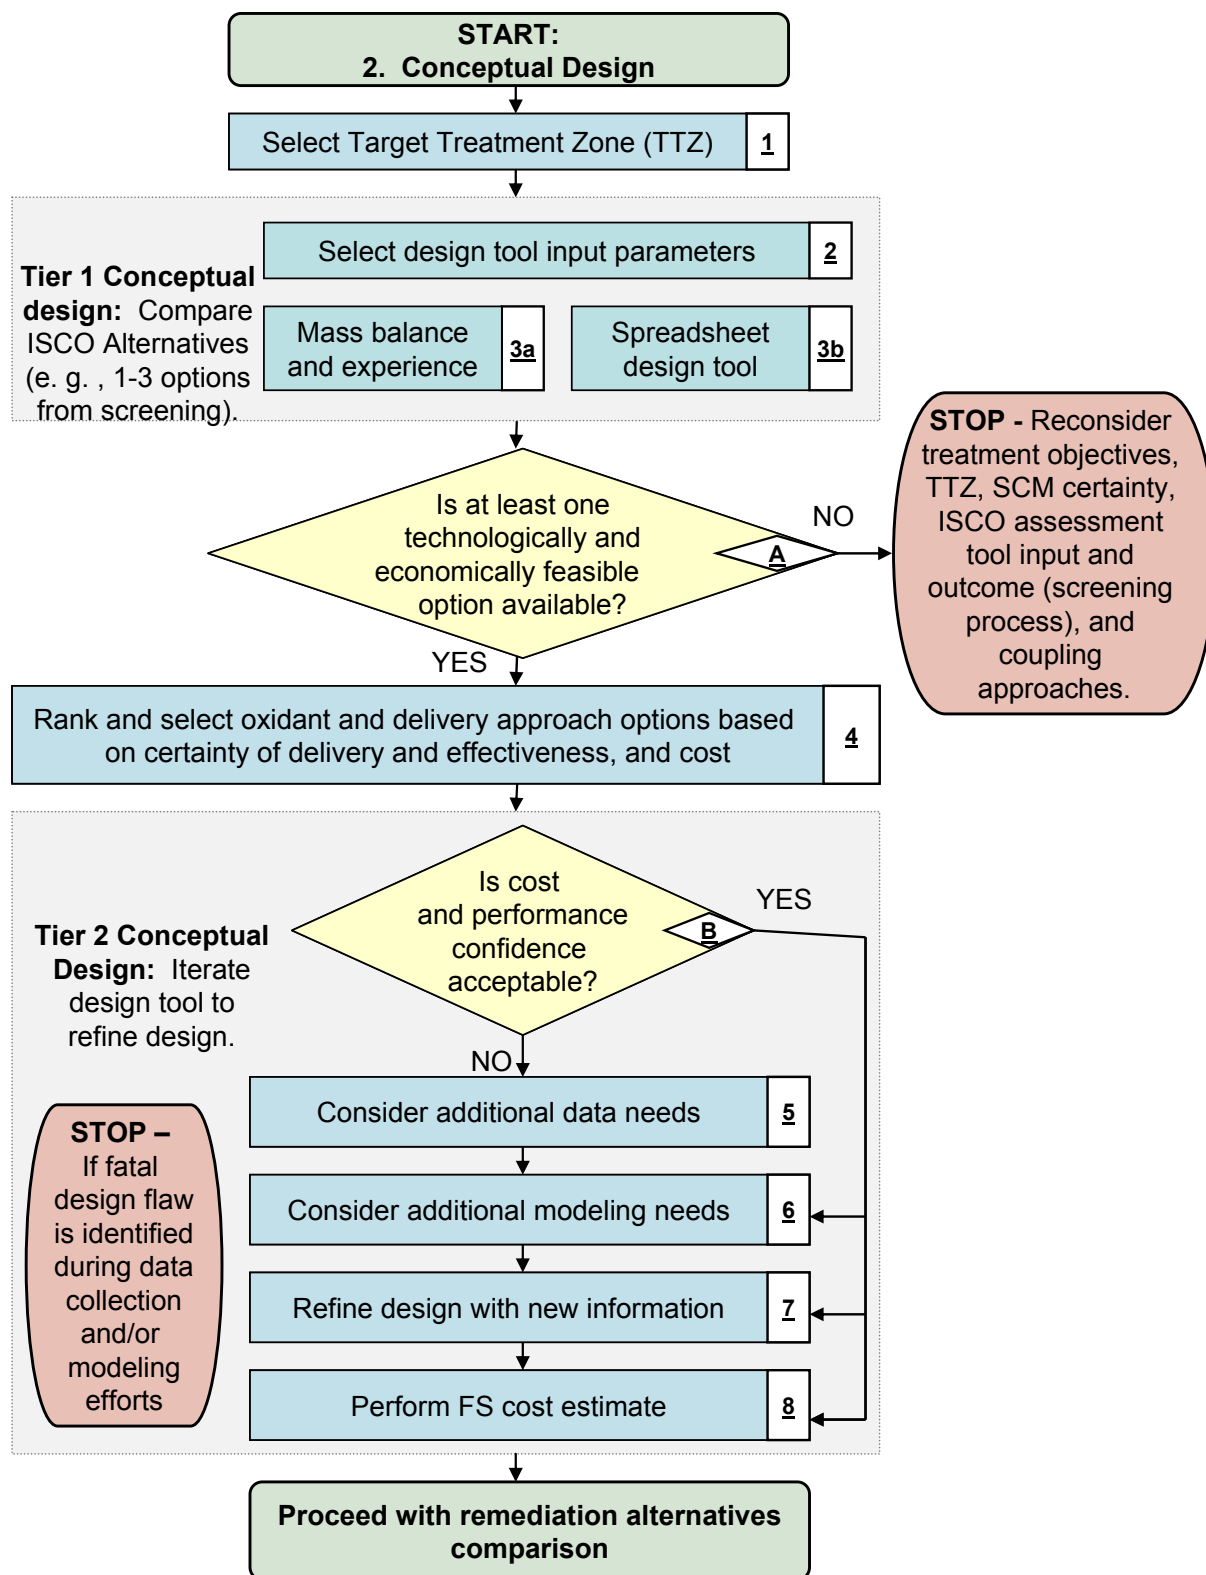 START:
2. Conceptual Design
Select Target Treatment Zone (TTZ)
1
Select design tool input parameters
2
Tier 1 Conceptual
design: Compare
ISCO Alternatives
(e. g. , 1-3 options
from screening).
Mass balance
and experience
3a
Spreadsheet
design tool
3b
Is at least one
technologically and
economically feasible
option available?
A
NO
STOP - Reconsider
treatment objectives,
TTZ, SCM certainty,
ISCO assessment
tool input and
outcome (screening
process), and
coupling
approaches.
YES
Rank and select oxidant and delivery approach options based
on certainty of delivery and effectiveness, and cost
4
Is cost
and performance
confidence
acceptable?
B
YES
Tier 2 Conceptual
Design: Iterate
design tool to
refine design.
NO
Consider additional data needs
5
STOP –
If fatal
design flaw
is identified
during data
collection
and/or
modeling
efforts
Consider additional modeling needs
6
Refine design with new information
7
Perform FS cost estimate
8
Proceed with remediation alternatives
comparison